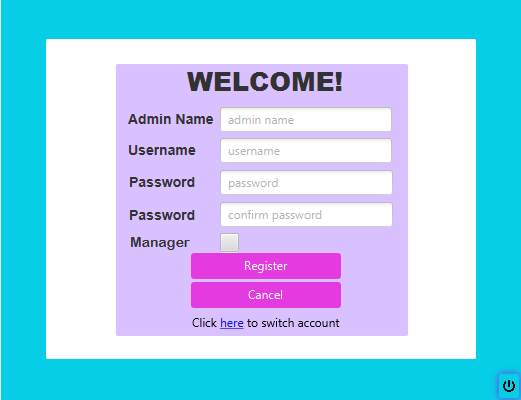 WELCOME!
Admin Name admin name
Username username
Password password
Password confirm password
Manager
Register
Cancel
Click here to switch account